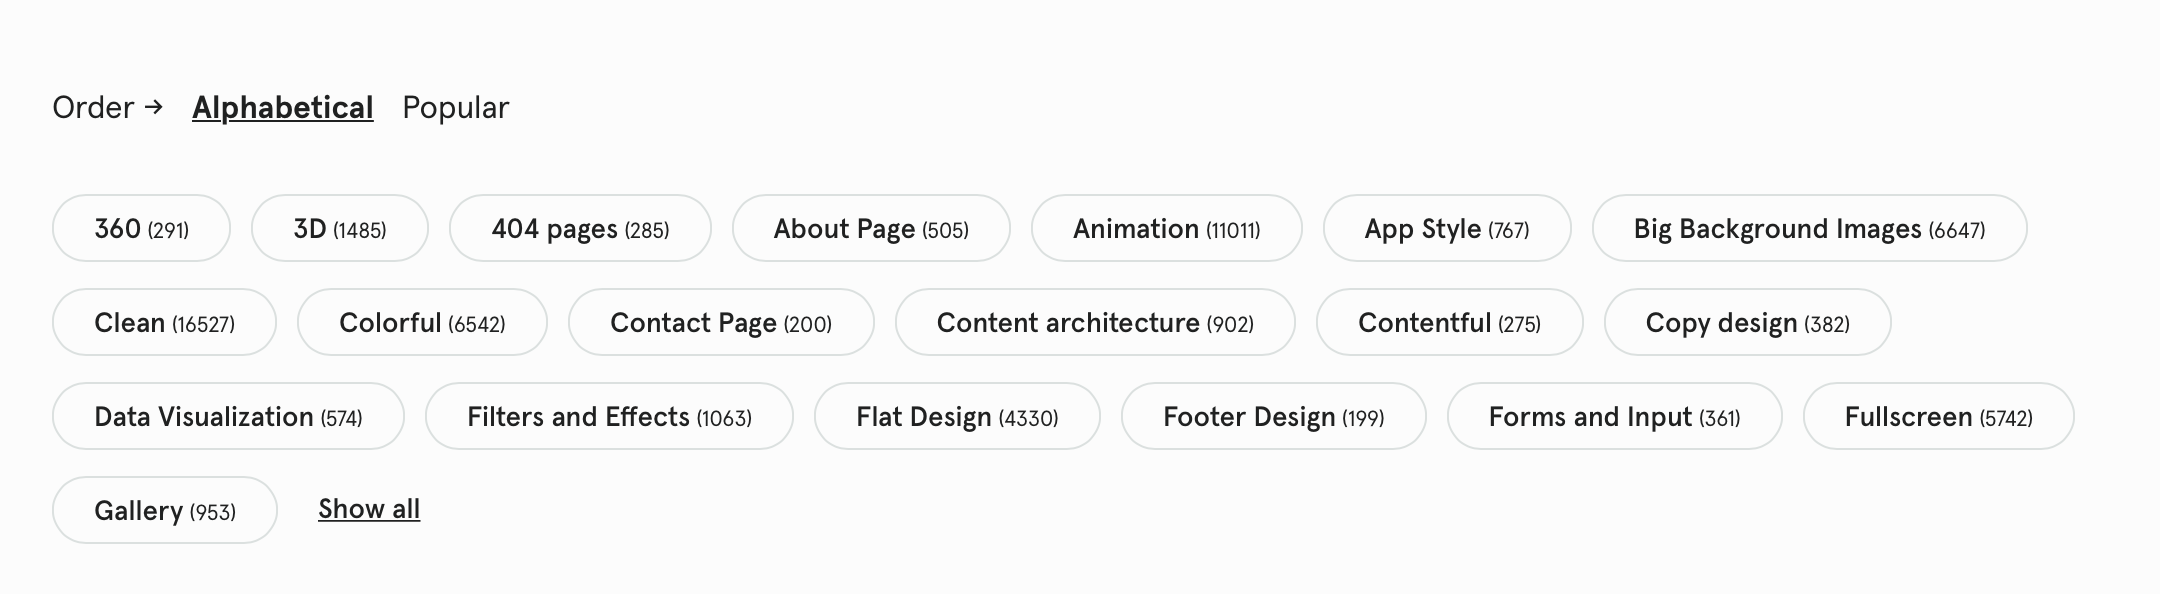 Order → Alphabetical Popular
360 (291) 3D (1485) 404 pages (285) About Page (505) Animation (11011) App Style (767) Big Background Images (6647)
Clean (16527) Colorful (6542) Contact Page (200) Content architecture (902) Contentful (275) Copy design (382)
Data Visualization (574) Filters and Effects (1063) Flat Design (4330) Footer Design (199) Forms and Input (361) Fullscreen (5742)
Gallery (953) Show all